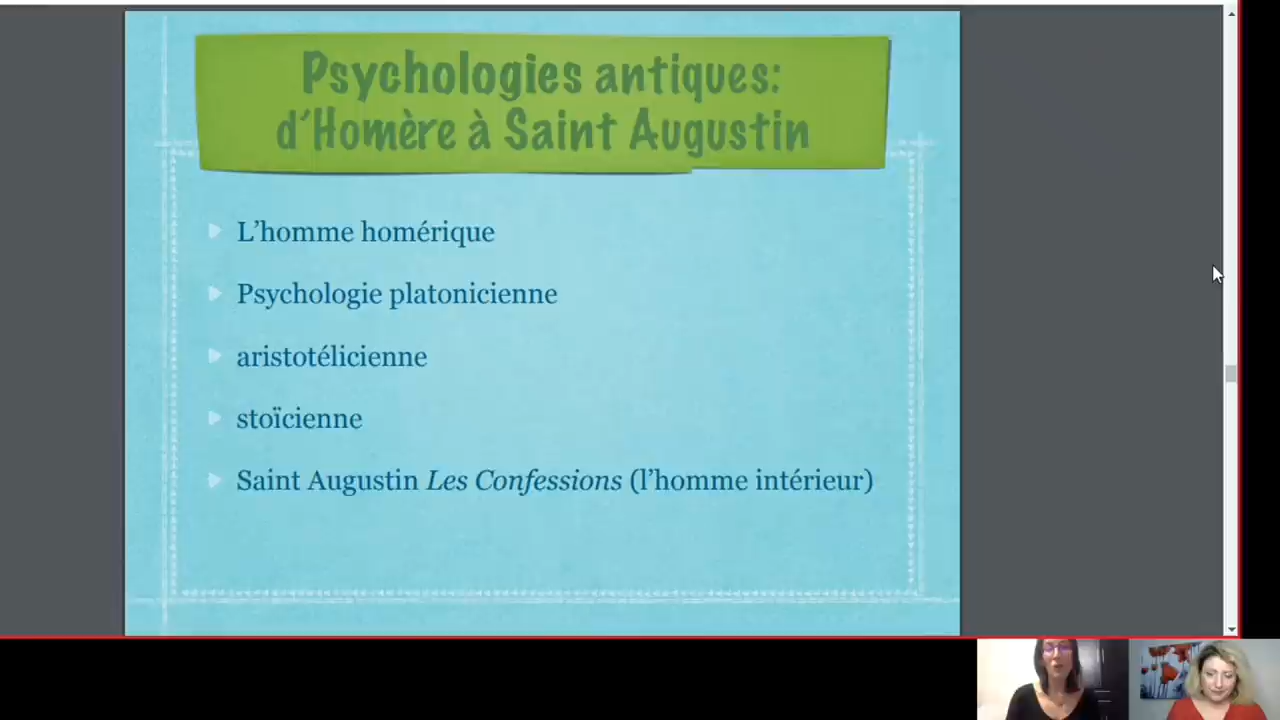 Psychologies antiques:
d’Homère à Saint Augustin
L’homme homérique
Psychologie platonicienne
aristotélicienne
stoïcienne
Saint Augustin Les Confessions (l’homme intérieur)